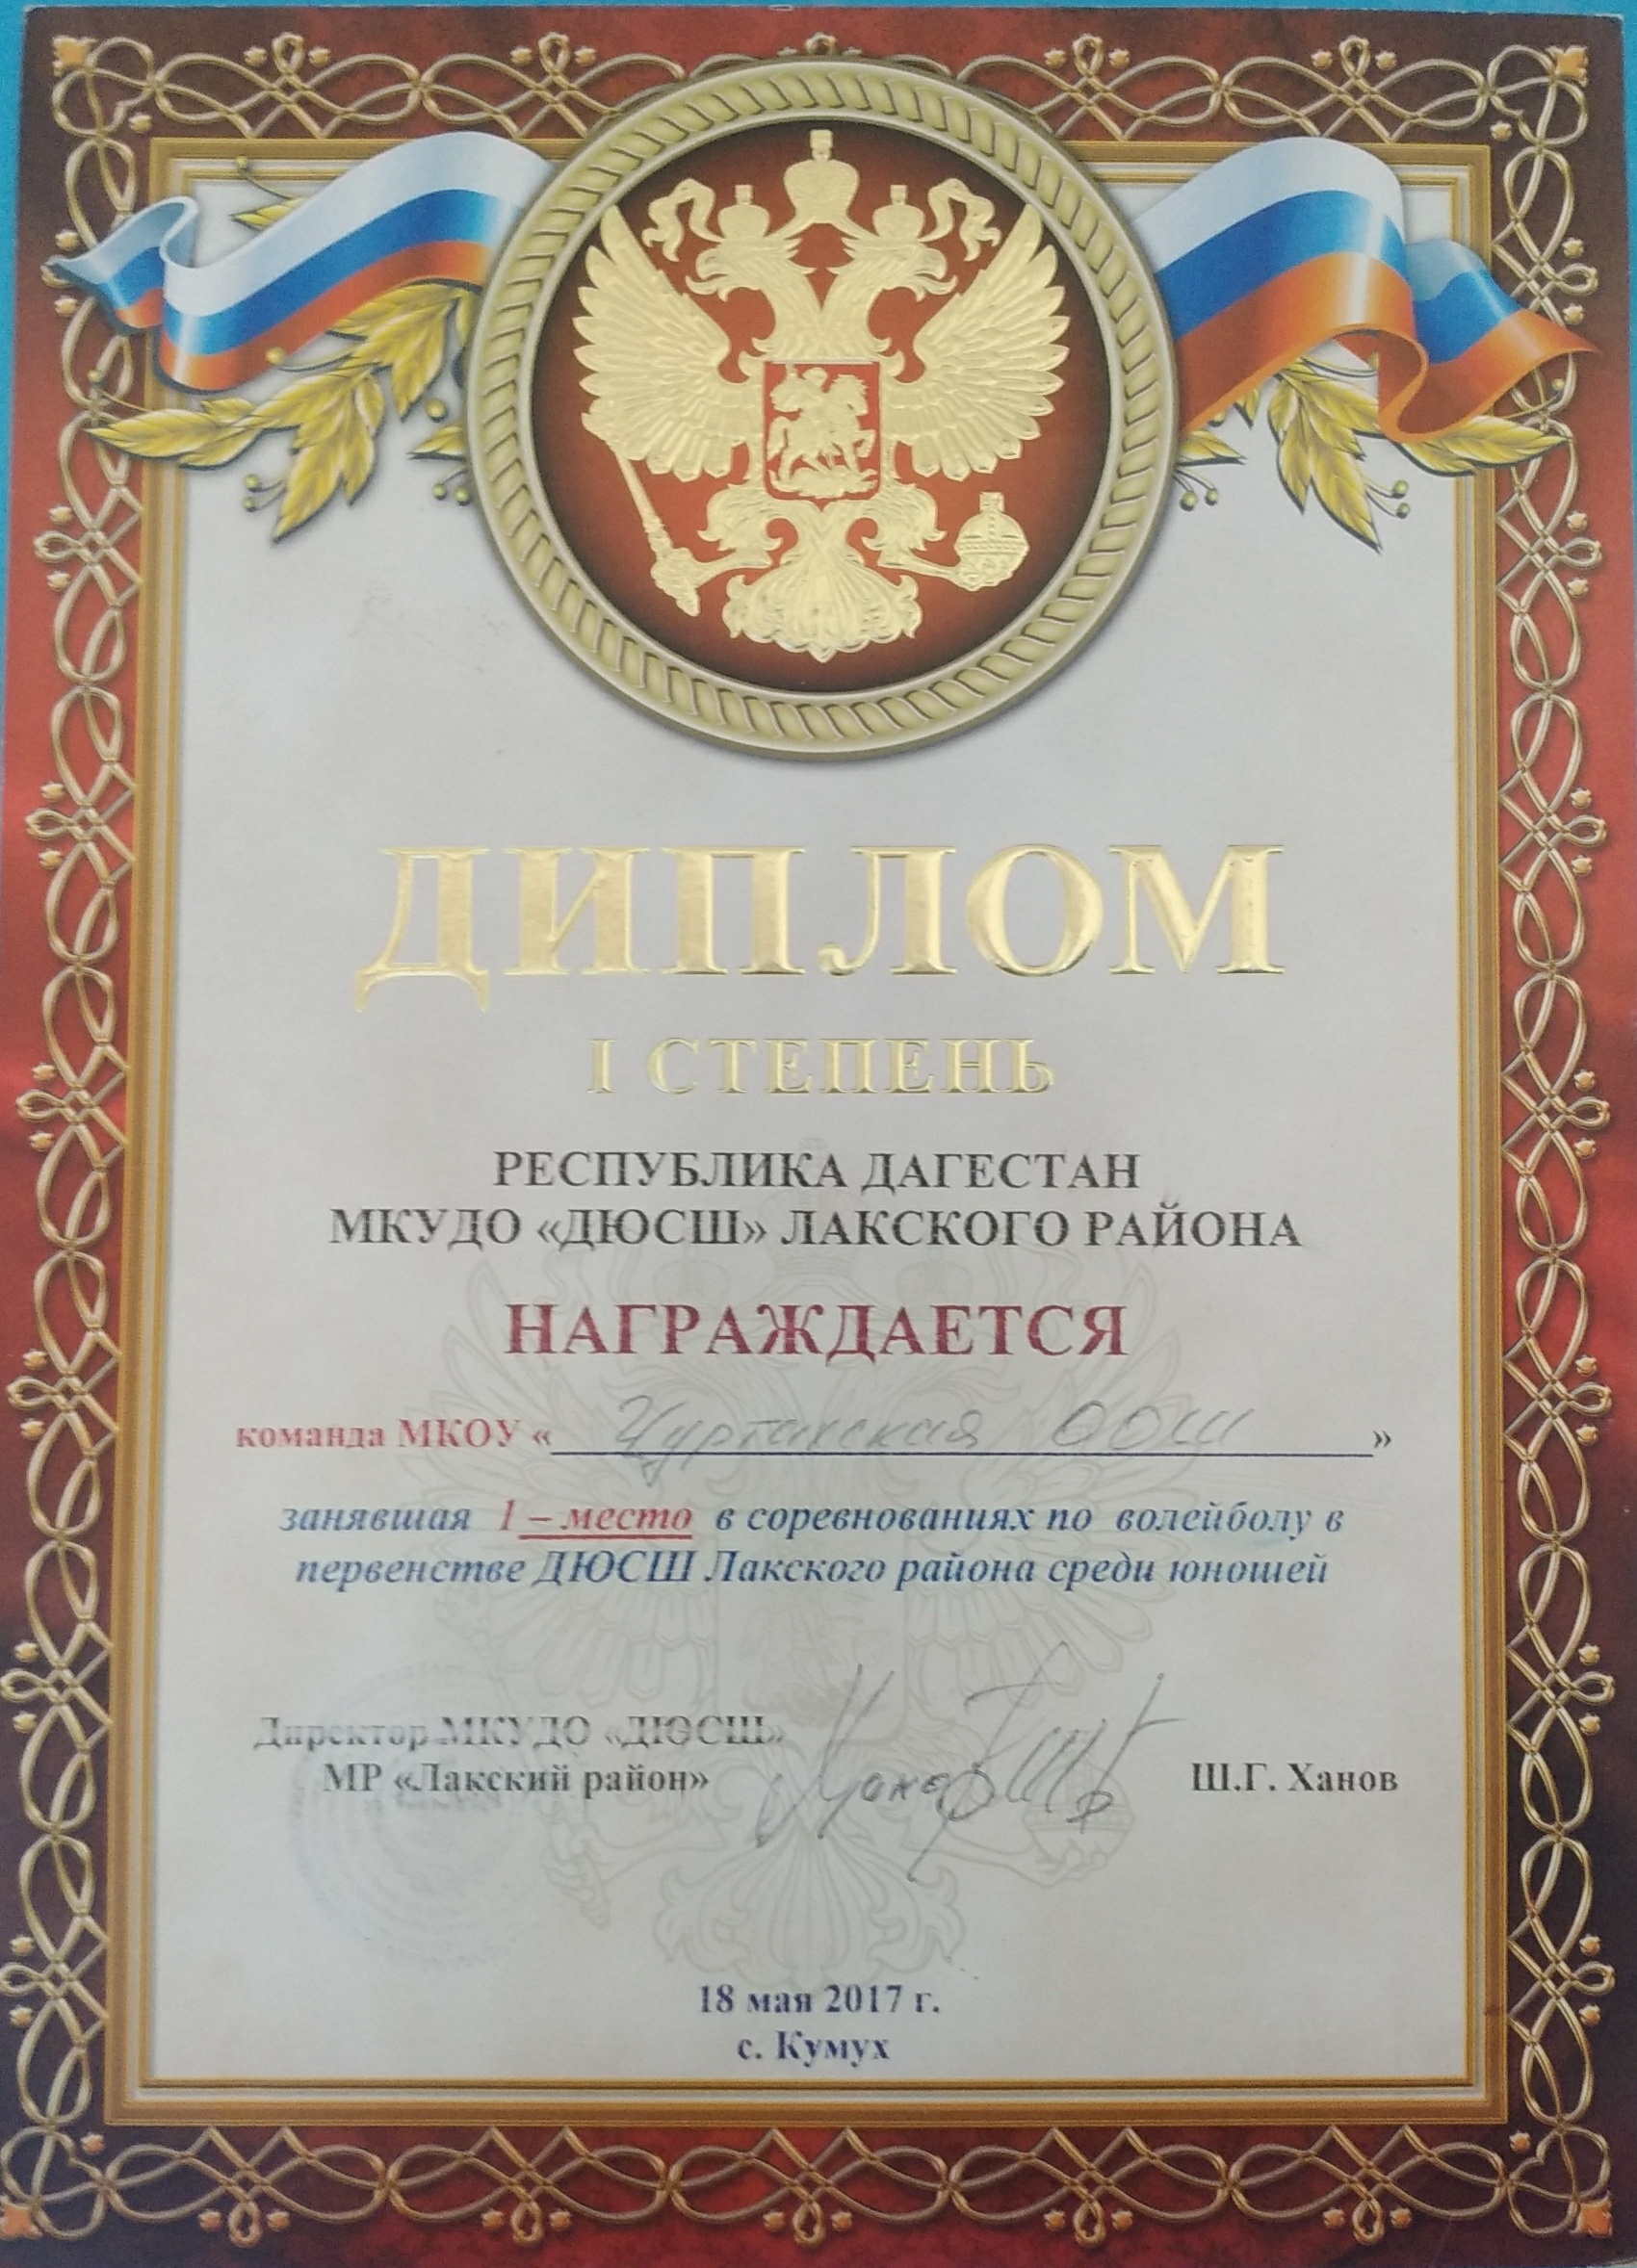 ДИПЛОМ
I СТЕПЕНЬ
РЕСПУБЛИКА ДАГЕСТАН
МКУДО «ДЮСШ» ЛАКСКОГО РАЙОНА
НАГРАЖДАЕТСЯ
команда МКОУ « ООШ »
занявшая 1 – место в соревнованиях по волейболу в
первенстве ДЮСШ Лакского района среди юношей
Директор МКУДО «ДЮСШ»
МР «Лакский район» Ш.Г. Ханов
18 мая 2017 г.
с. Кумух